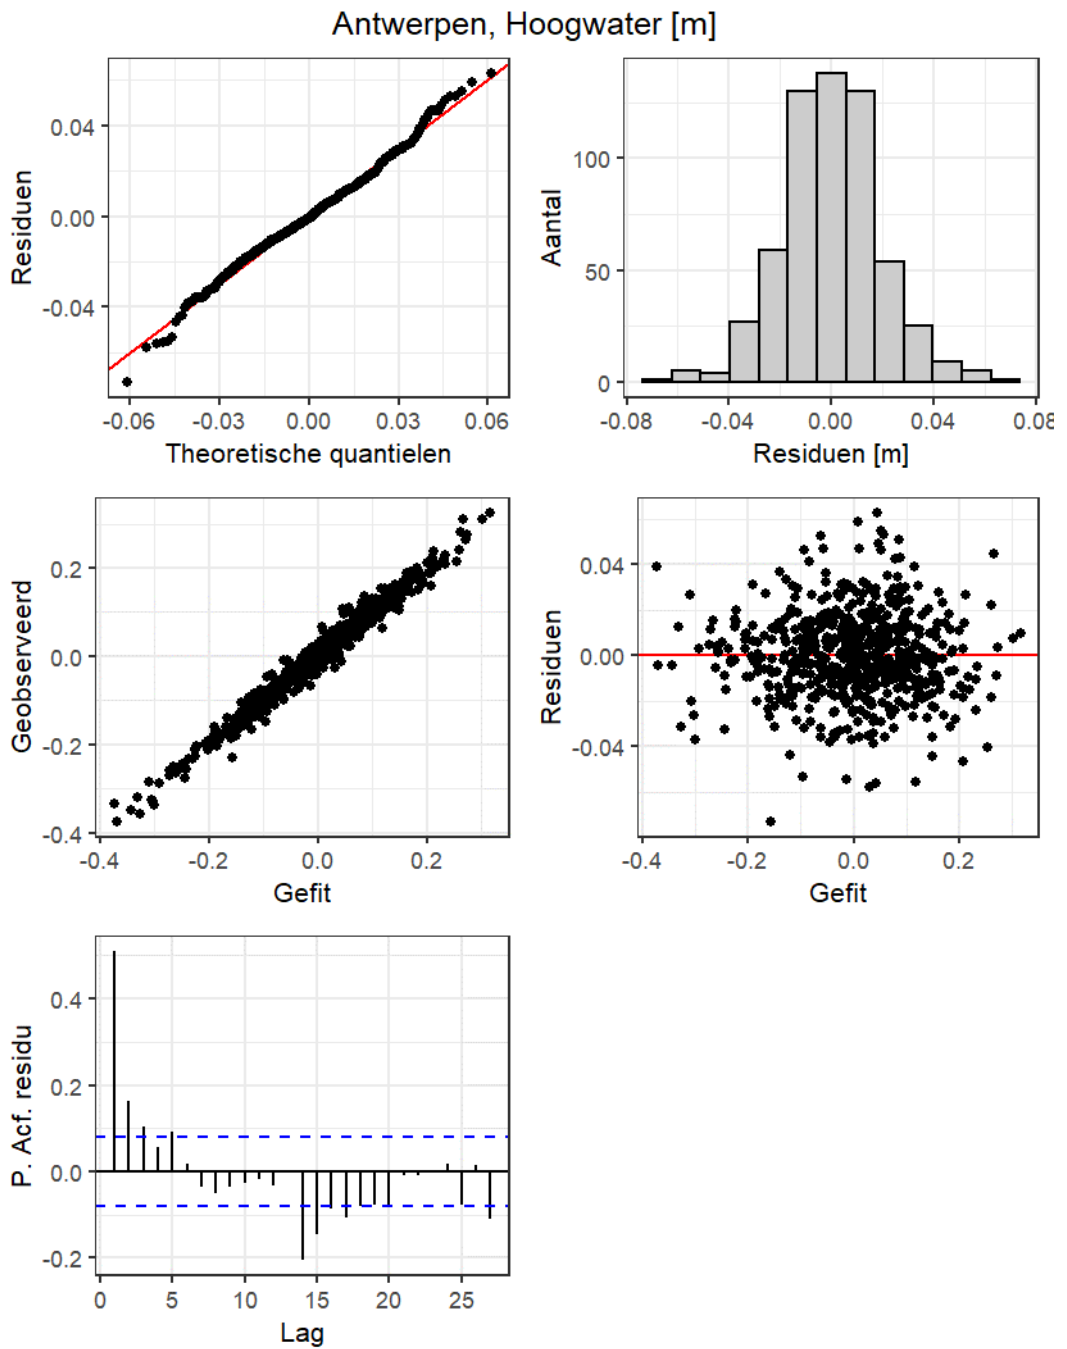 Antwerpen, Hoogwater [m]
Residuen
0.04
0.00
-0.04
-0.06 -0.03 0.00 0.03 0.06
Theoretische quantielen
Aantal
100
50
0
-0.08 -0.04 0.00 0.04 0.08
Residuen [m]
Geobserveerd
0.2
0.0
-0.2
-0.4
-0.4 -0.2 0.0 0.2
Gefit
Residuen
0.04
0.00
-0.04
-0.4 -0.2 0.0 0.2
Gefit
P. Acf. residu
0.4
0.2
0.0
-0.2
0 5 10 15 20 25
Lag